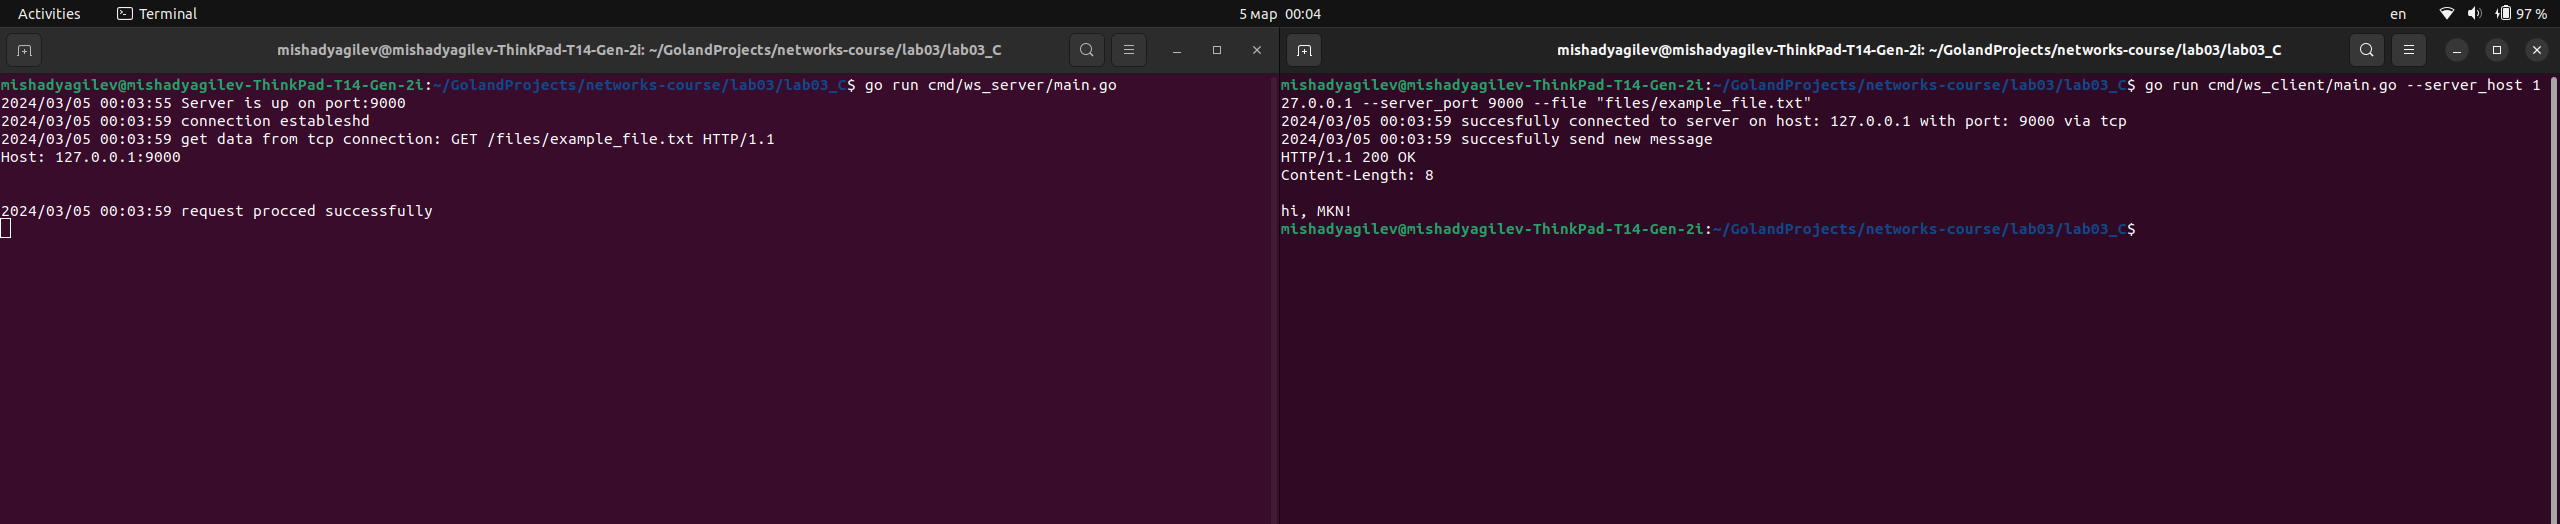 Activities Terminal 5 мар 00:04 en 97 %
mishadyagilev@mishadyagilev-ThinkPad-T14-Gen-2i: ~/GolandProjects/networks-course/lab03/lab03_C
mishadyagilev@mishadyagilev-ThinkPad-T14-Gen-2i:~/GolandProjects/networks-course/lab03/lab03_C$ go run cmd/ws_server/main.go
2024/03/05 00:03:55 Server is up on port:9000
2024/03/05 00:03:59 connection estableshd
2024/03/05 00:03:59 get data from tcp connection: GET /files/example_file.txt HTTP/1.1
Host: 127.0.0.1:9000
2024/03/05 00:03:59 request procced successfully
mishadyagilev@mishadyagilev-ThinkPad-T14-Gen-2i: ~/GolandProjects/networks-course/lab03/lab03_C
mishadyagilev@mishadyagilev-ThinkPad-T14-Gen-2i:~/GolandProjects/networks-course/lab03/lab03_C$ go run cmd/ws_client/main.go --server_host 1
27.0.0.1 --server_port 9000 --file "files/example_file.txt"
2024/03/05 00:03:59 succesfully connected to server on host: 127.0.0.1 with port: 9000 via tcp
2024/03/05 00:03:59 succesfully send new message
HTTP/1.1 200 OK
Content-Length: 8
hi, MKN!
mishadyagilev@mishadyagilev-ThinkPad-T14-Gen-2i:~/GolandProjects/networks-course/lab03/lab03_C$